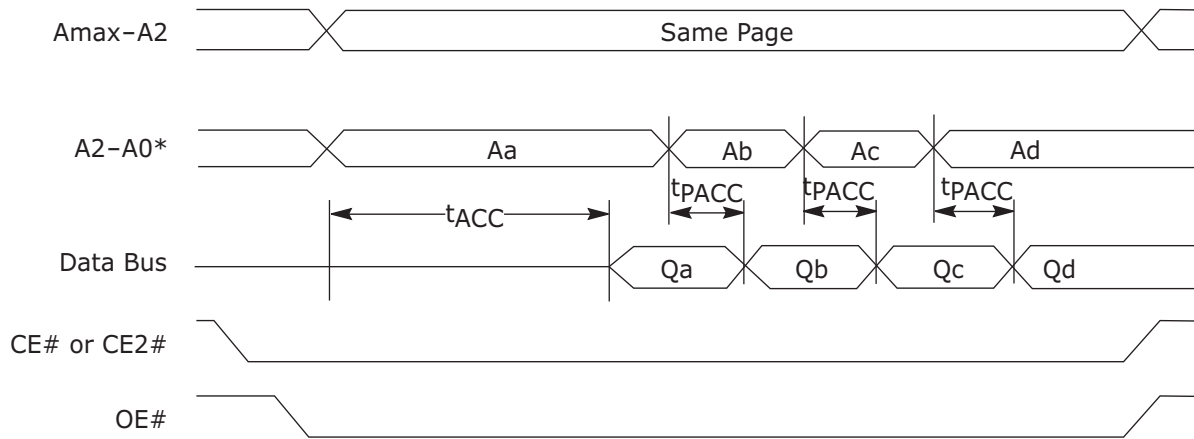 Amax–A2
Same Page
A2–A0*
Aa
Ab
Ac
Ad
tACC
tPACC
tPACC
tPACC
Data Bus
Qa
Qb
Qc
Qd
CE# or CE2#
OE#